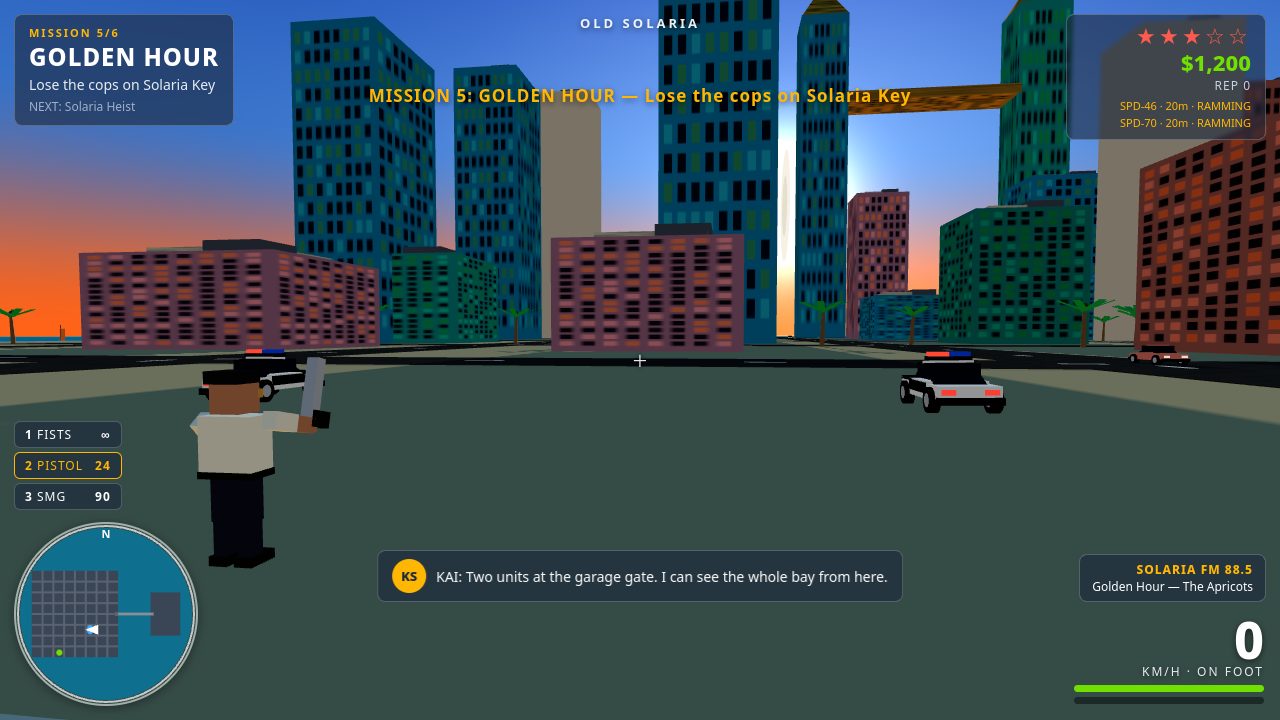 MISSION 5/6
GOLDEN HOUR
Lose the cops on Solaria Key
NEXT: Solaria Heist
OLD SOLARIA
MISSION 5: GOLDEN HOUR — Lose the cops on Solaria Key
★★★☆☆
$1,200
REP 0
SPD-46 · 20m · RAMMING
SPD-70 · 20m · RAMMING
1 FISTS ∞
2 PISTOL 24
3 SMG 90
N
KS KAI: Two units at the garage gate. I can see the whole bay from here.
SOLARIA FM 88.5
Golden Hour — The Apricots
0
KM/H · ON FOOT